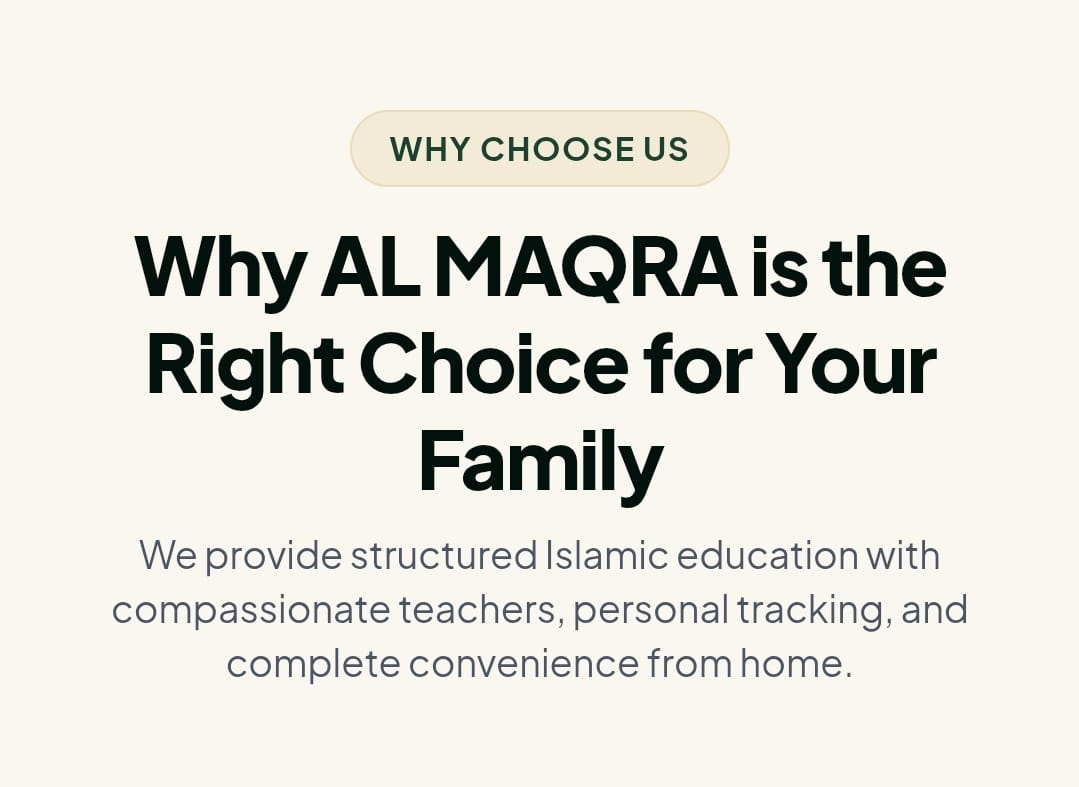 WHY CHOOSE US
Why AL MAQRA is the
Right Choice for Your
Family
We provide structured Islamic education with
compassionate teachers, personal tracking, and
complete convenience from home.